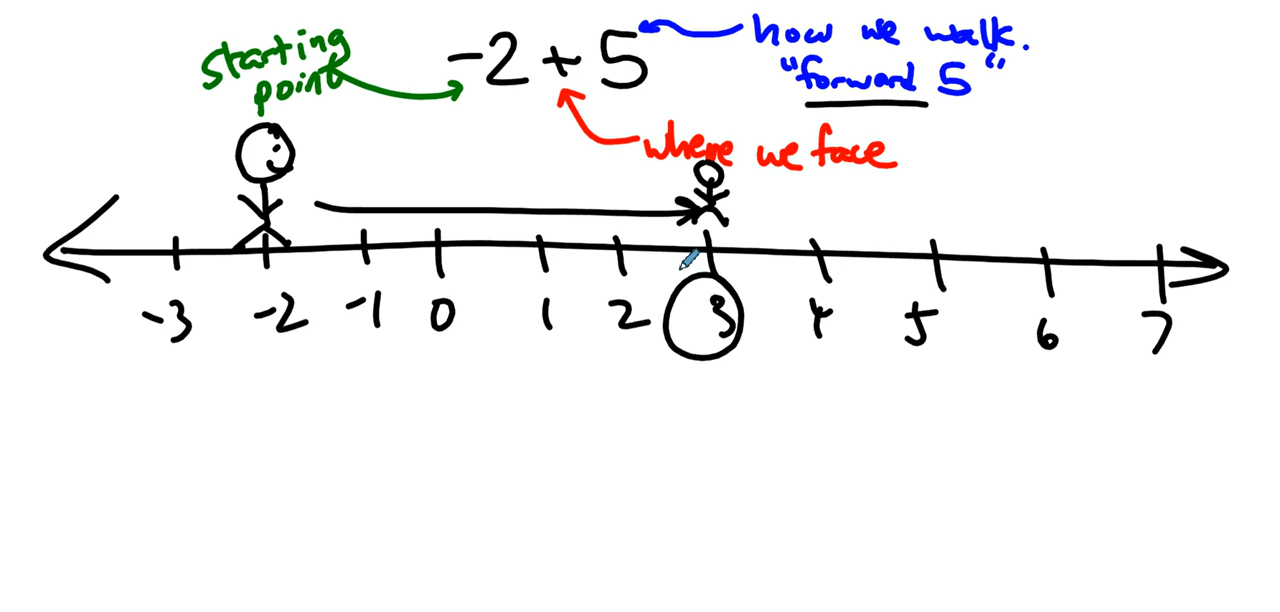 starting
point
-2 + 5
how we walk.
"forward 5"
where we face
-3 -2 -1 0 1 2 3 4 5 6 7